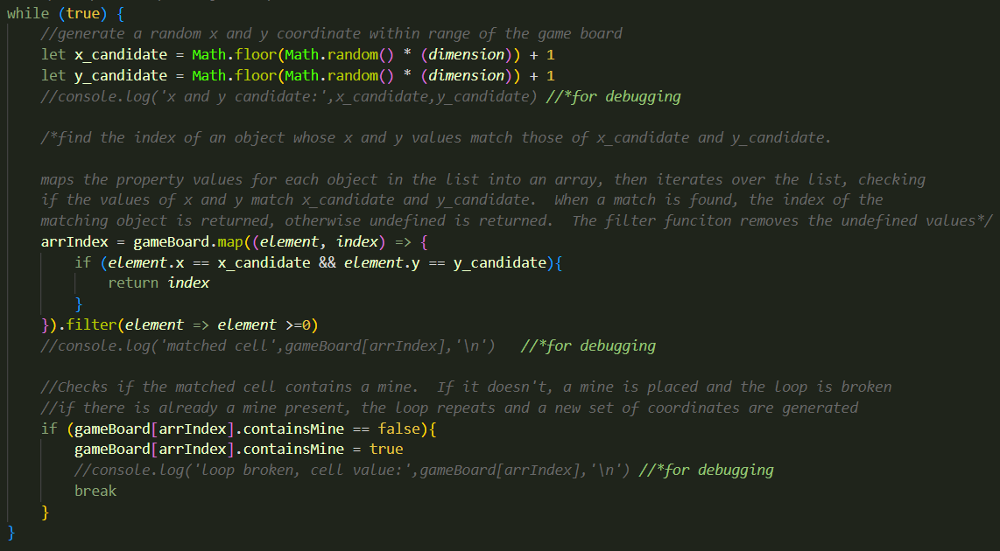 while (true) {
//generate a random x and y coordinate within range of the game board
let x_candidate = Math.floor(Math.random() * (dimension)) + 1
let y_candidate = Math.floor(Math.random() * (dimension)) + 1
//console.log('x and y candidate:',x_candidate,y_candidate) //*for debugging
/*find the index of an object whose x and y values match those of x_candidate and y_candidate.
maps the property values for each object in the list into an array, then iterates over the list, checking
if the values of x and y match x_candidate and y_candidate.  When a match is found, the index of the
matching object is returned, otherwise undefined is returned.  The filter funciton removes the undefined values*/
arrIndex = gameBoard.map((element, index) => {
if (element.x == x_candidate && element.y == y_candidate){
return index
}
}).filter(element => element >=0)
//console.log('matched cell',gameBoard[arrIndex],'\n')   //*for debugging
//Checks if the matched cell contains a mine.  If it doesn't, a mine is placed and the loop is broken
//if there is already a mine present, the loop repeats and a new set of coordinates are generated
if (gameBoard[arrIndex].containsMine == false){
gameBoard[arrIndex].containsMine = true
//console.log('loop broken, cell value:',gameBoard[arrIndex],'\n') //*for debugging
break
}
}